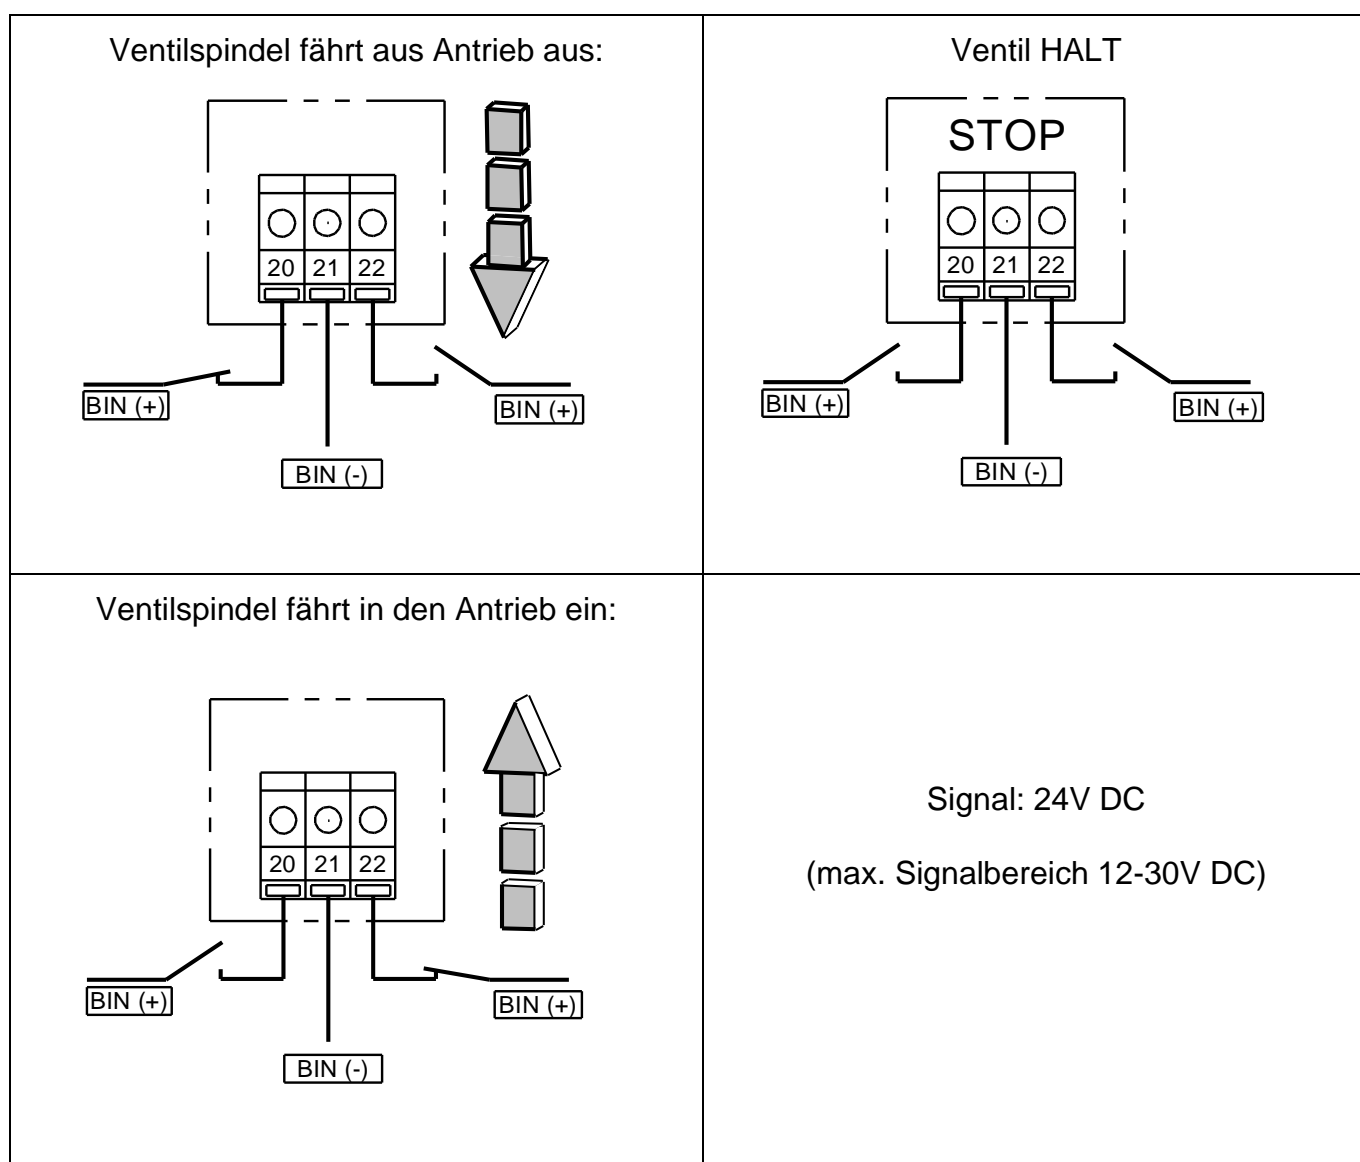 Ventilspindel fährt aus Antrieb aus:
20 21 22
BIN (+)
BIN (+)
BIN (-)
Ventil HALT
STOP
20 21 22
BIN (+)
BIN (+)
BIN (-)
Ventilspindel fährt in den Antrieb ein:
20 21 22
BIN (+)
BIN (+)
BIN (-)
Signal: 24V DC
(max. Signalbereich 12-30V DC)